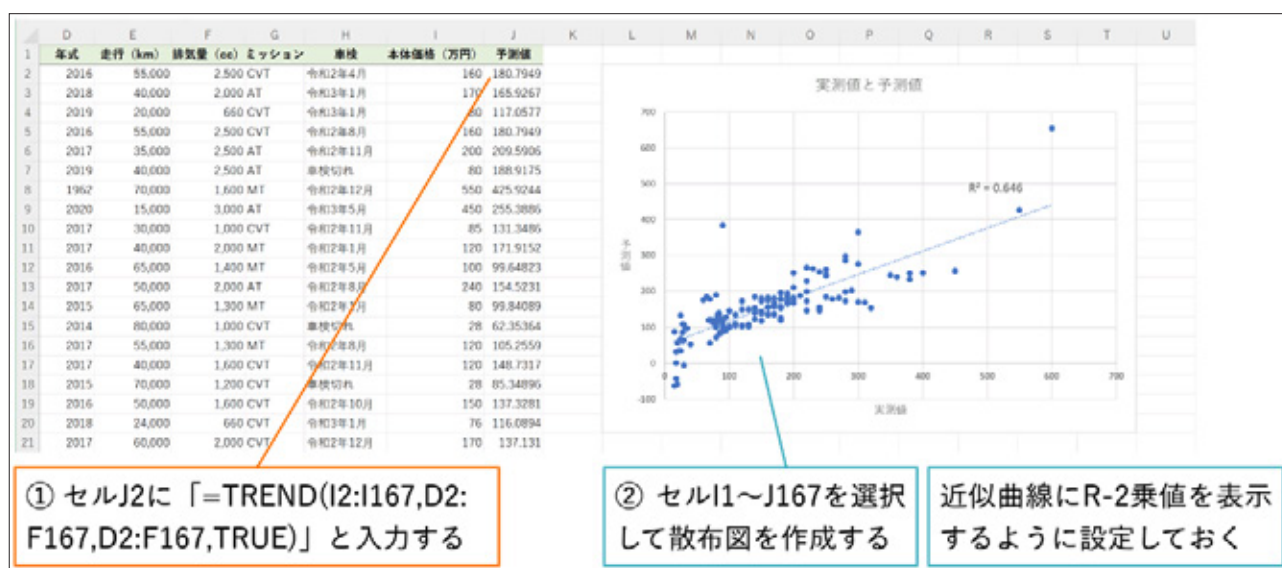 D E F G H I J K L M N O P Q R S T U
1 年式 走行（km） 排気量（cc） ミッション 車検 本体価格（万円） 予測値
2 2016 55,000 2,500 CVT 令和2年4月 160 180.7949
3 2018 40,000 2,000 AT 令和3年1月 170 165.9267
4 2019 20,000 660 CVT 令和3年1月 80 117.0577
5 2016 55,000 2,500 CVT 令和2年8月 160 180.7949
6 2017 35,000 2,500 AT 令和2年11月 200 209.5906
7 2019 40,000 2,500 AT 車検切れ 80 188.9175
8 1962 70,000 1,600 MT 令和2年12月 550 425.9244
9 2020 15,000 3,000 AT 令和3年5月 450 255.3886
10 2017 30,000 1,000 CVT 令和2年11月 85 131.3486
11 2017 40,000 2,000 MT 令和2年1月 120 171.9152
12 2016 65,000 1,400 MT 令和2年5月 100 99.64823
13 2017 50,000 2,000 AT 令和2年8月 240 154.5231
14 2015 65,000 1,300 MT 80 99.84089
15 2014 80,000 1,000 CVT 車検切れ 28 62.35364
16 2017 55,000 1,300 MT 令和2年8月 120 105.2559
17 2017 40,000 1,600 CVT 令和2年11月 120 148.7317
18 2015 70,000 1,200 CVT 車検切れ 28 85.34896
19 2016 50,000 1,600 CVT 令和2年10月 150 137.3281
20 2018 24,000 660 CVT 令和3年1月 76 116.0894
21 2017 60,000 2,000 CVT 令和2年12月 170 137.131
実測値と予測値
700
600
500
400
300
200
100
0
-100
R² = 0.646
予測値
0 100 200 300 400 500 600 700
実測値
① セルJ2に「=TREND(I2:I167,D2:
F167,D2:F167,TRUE)」と入力する
② セルI1～J167を選択
して散布図を作成する
近似曲線にR-2乗値を表示
するように設定しておく